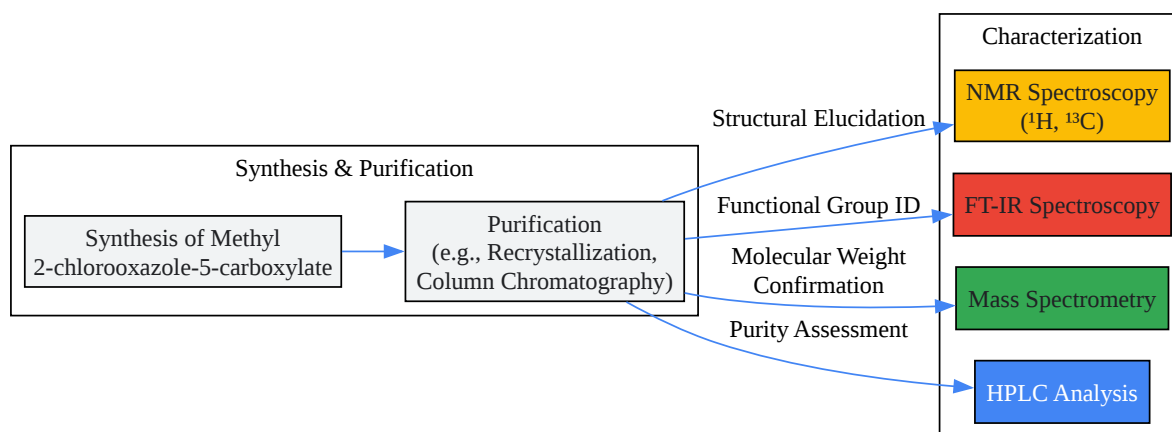 Characterization
NMR Spectroscopy
(¹H, ¹³C)
Structural Elucidation
Synthesis & Purification
Synthesis of Methyl
2-chlorooxazole-5-carboxylate
Purification
(e.g., Recrystallization,
Column Chromatography)
Functional Group ID
FT-IR Spectroscopy
Molecular Weight
Confirmation
Mass Spectrometry
Purity Assessment
HPLC Analysis